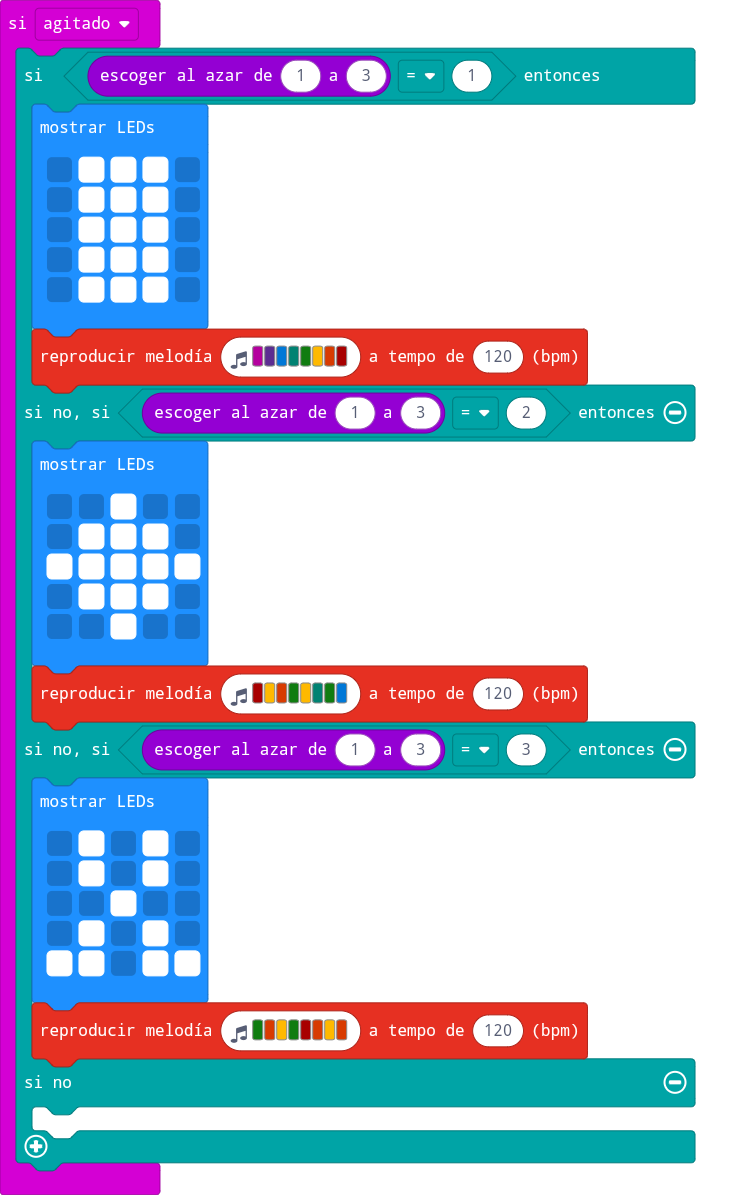 si agitado
si escoger al azar de 1 a 3 = 1 entonces
mostrar LEDs
reproducir melodía a tempo de 120 (bpm)
si no, si escoger al azar de 1 a 3 = 2 entonces
mostrar LEDs
reproducir melodía a tempo de 120 (bpm)
si no, si escoger al azar de 1 a 3 = 3 entonces
mostrar LEDs
reproducir melodía a tempo de 120 (bpm)
si no